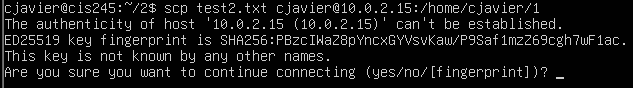 cjavier@cis245:~/2$ scp test2.txt cjavier@10.0.2.15:/home/cjavier/1
The authenticity of host '10.0.2.15 (10.0.2.15)' can't be established.
ED25519 key fingerprint is SHA256:PBzcIWaZ8pYncxGYVsvKaw/P9Saf1mzZ69cgh7wF1ac.
This key is not known by any other names.
Are you sure you want to continue connecting (yes/no/[fingerprint])? _